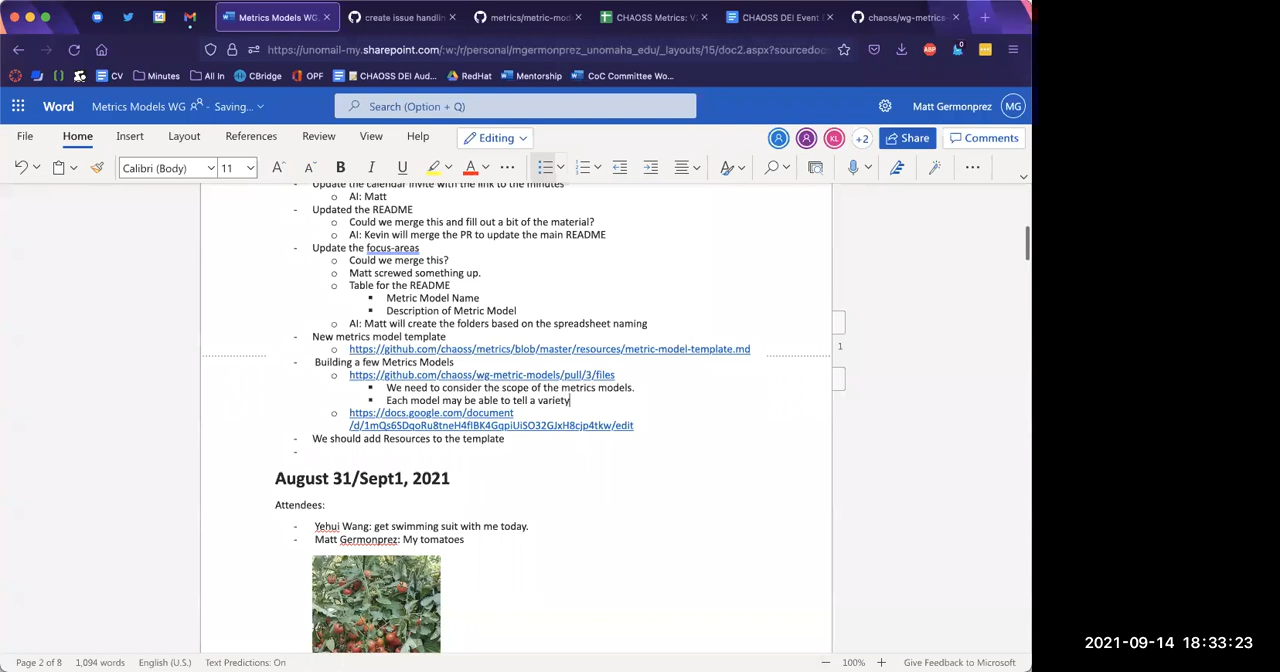 Metrics Models WG
create issue handlin
metrics/metric-mod
CHAOSS Metrics: V
CHAOSS DEI Event
chaoss/wg-metrics
https://unomail-my.sharepoint.com/:w:/r/personal/mgermonprez_unomaha_edu/_layouts/15/doc2.aspx?sourcedoc
ABP
0
CV
Minutes
All In
CBridge
OPF
CHAOSS DEI Aud...
RedHat
Mentorship
CoC Committee Wo...
Word
Metrics Models WG - Saving...
Search (Option + Q)
Matt Germonprez
MG
File
Home
Insert
Layout
References
Review
View
Help
Editing
KL
+2
Share
Comments
Calibri (Body)
11
Update the calendar invite with the link to the minutes
o AI: Matt
- Updated the README
o Could we merge this and fill out a bit of the material?
o AI: Kevin will merge the PR to update the main README
- Update the focus-areas
o Could we merge this?
o Matt screwed something up.
o Table for the README
▪ Metric Model Name
▪ Description of Metric Model
o AI: Matt will create the folders based on the spreadsheet naming
- New metrics model template
o https://github.com/chaoss/metrics/blob/master/resources/metric-model-template.md
1
- Building a few Metrics Models
o https://github.com/chaoss/wg-metric-models/pull/3/files
▪ We need to consider the scope of the metrics models.
▪ Each model may be able to tell a variety
o https://docs.google.com/document
/d/1mQs6SDqoRu8tneH4flBK4GqpiUiSO32GJxH8cjp4tkw/edit
- We should add Resources to the template
-
August 31/Sept1, 2021
Attendees:
- Yehui Wang: get swimming suit with me today.
- Matt Germonprez: My tomatoes
2021-09-14 18:33:23
Page 2 of 8
1,094 words
English (U.S.)
Text Predictions: On
100%
Give Feedback to Microsoft